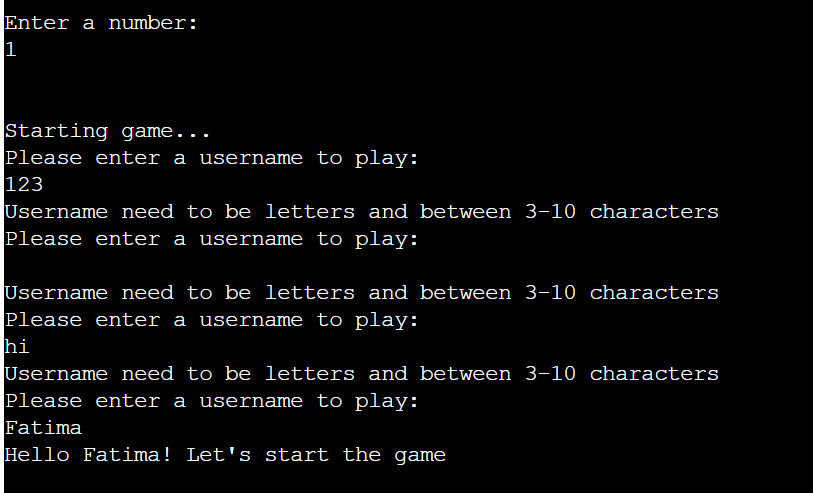 Enter a number:
1
Starting game...
Please enter a username to play:
123
Username need to be letters and between 3-10 characters
Please enter a username to play:
Username need to be letters and between 3-10 characters
Please enter a username to play:
hi
Username need to be letters and between 3-10 characters
Please enter a username to play:
Fatima
Hello Fatima! Let's start the game